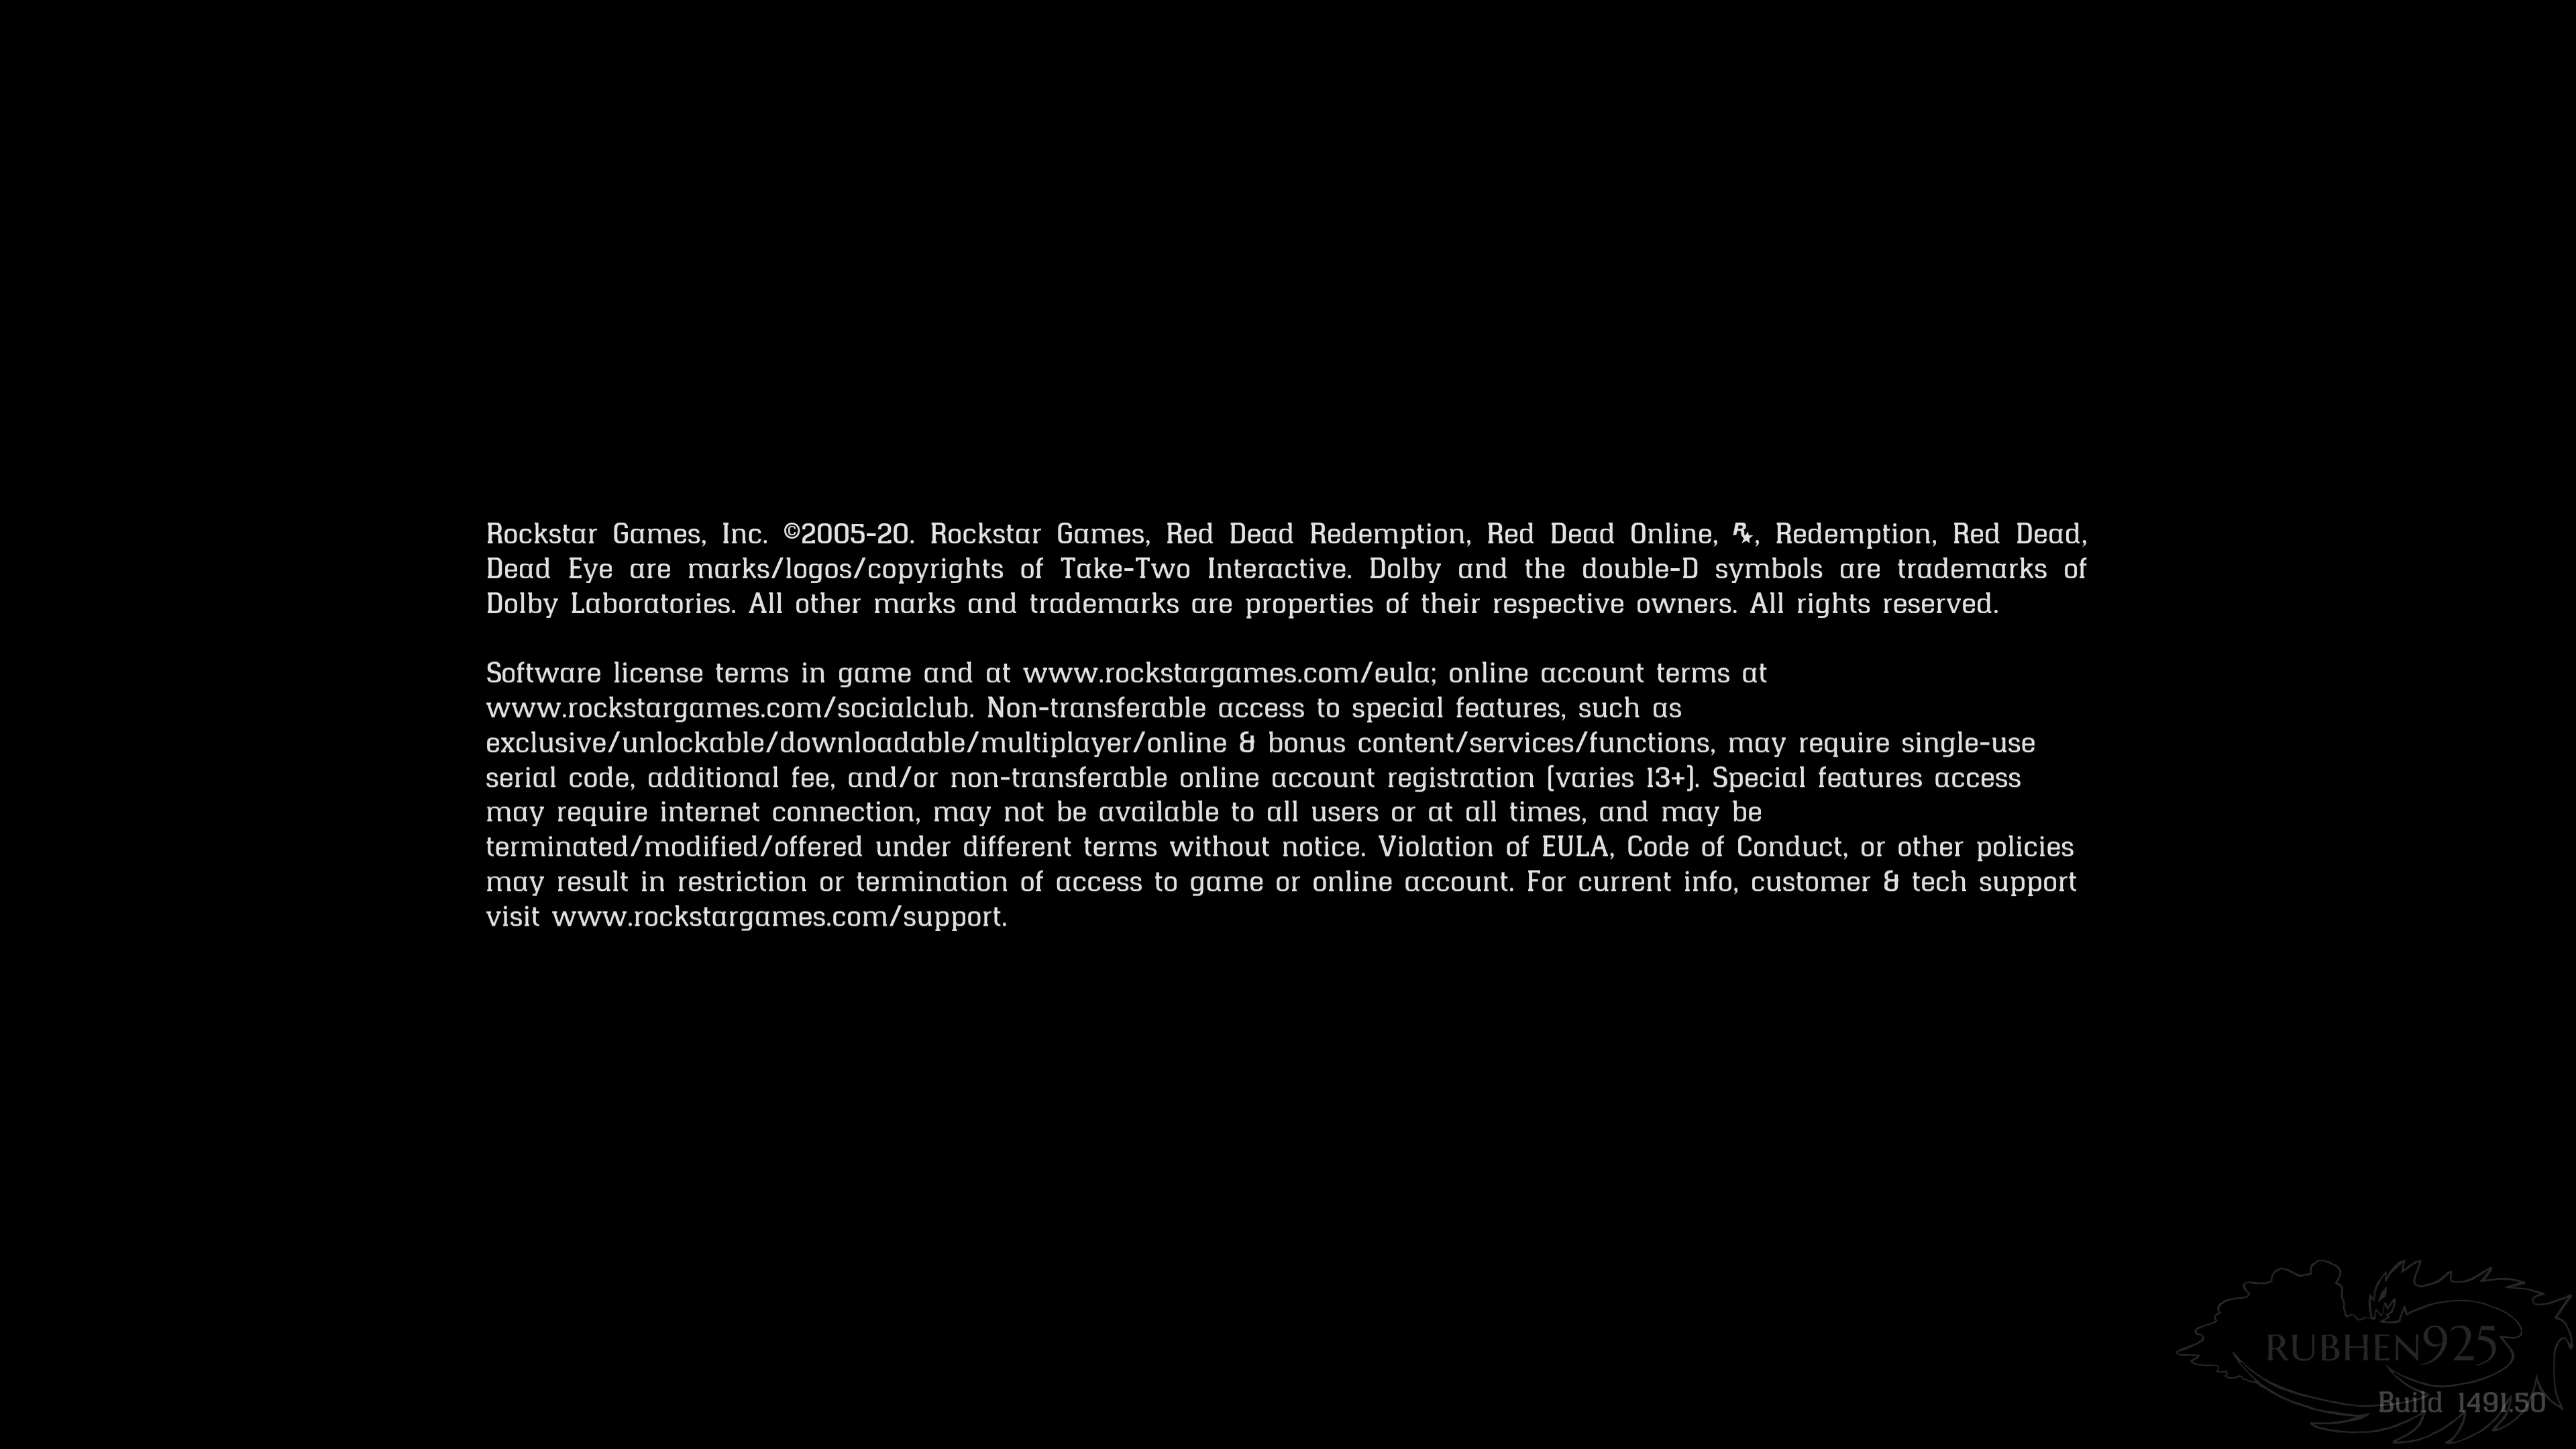 Rockstar Games, Inc. ©2005-20. Rockstar Games, Red Dead Redemption, Red Dead Online, R★, Redemption, Red Dead,
Dead Eye are marks/logos/copyrights of Take-Two Interactive. Dolby and the double-D symbols are trademarks of
Dolby Laboratories. All other marks and trademarks are properties of their respective owners. All rights reserved.
Software license terms in game and at www.rockstargames.com/eula; online account terms at
www.rockstargames.com/socialclub. Non-transferable access to special features, such as
exclusive/unlockable/downloadable/multiplayer/online & bonus content/services/functions, may require single-use
serial code, additional fee, and/or non-transferable online account registration (varies 13+). Special features access
may require internet connection, may not be available to all users or at all times, and may be
terminated/modified/offered under different terms without notice. Violation of EULA, Code of Conduct, or other policies
may result in restriction or termination of access to game or online account. For current info, customer & tech support
visit www.rockstargames.com/support.
RUBHEN925
Build 1491.50